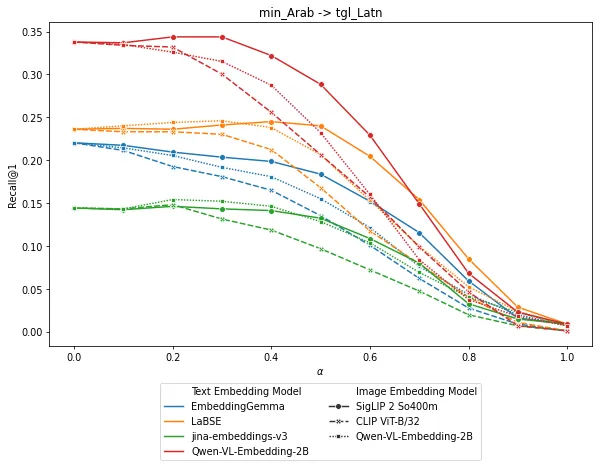 min_Arab -> tgl_Latn
Recall@1
0.35
0.30
0.25
0.20
0.15
0.10
0.05
0.00
0.0 0.2 0.4 0.6 0.8 1.0
α
Text Embedding Model Image Embedding Model
EmbeddingGemma SigLIP 2 So400m
LaBSE CLIP ViT-B/32
jina-embeddings-v3 Qwen-VL-Embedding-2B
Qwen-VL-Embedding-2B